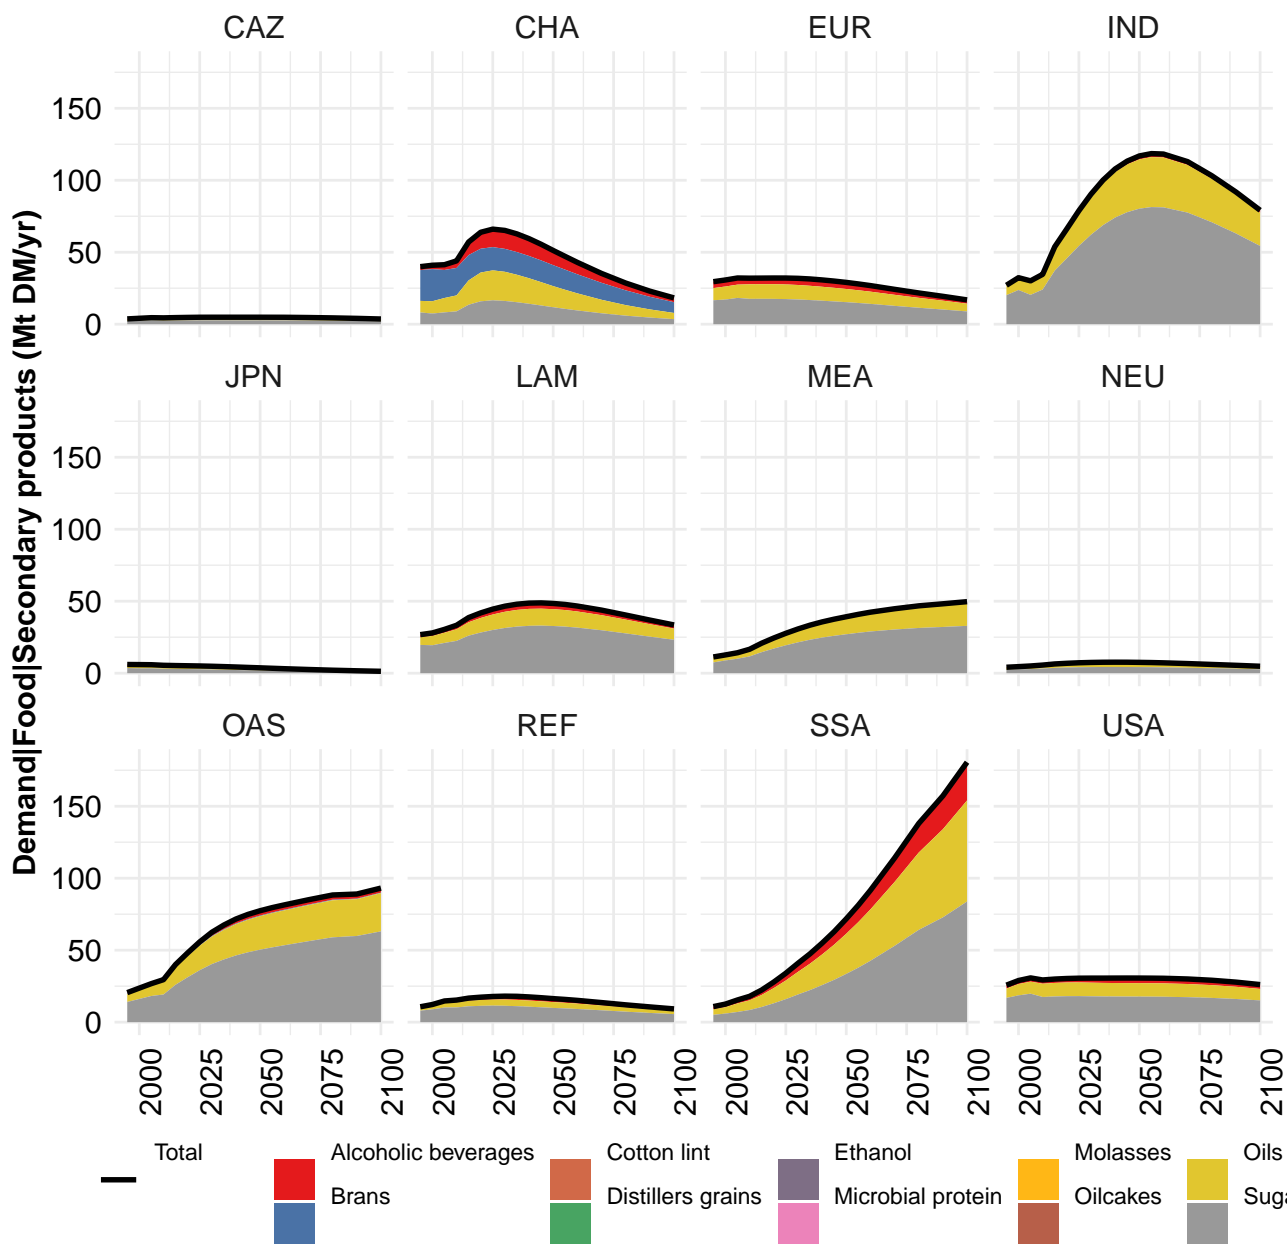 CAZ CHA EUR IND
150
100
50
0
JPN LAM MEA NEU
150
100
50
0
OAS REF SSA USA
150
100
50
0
Demand|Food|Secondary products (Mt DM/yr)
2000 2025 2050 2075 2100 2000 2025 2050 2075 2100 2000 2025 2050 2075 2100 2000 2025 2050 2075 2100
Total Alcoholic beverages Cotton lint Ethanol Molasses Oils
Brans Distillers grains Microbial protein Oilcakes Suga